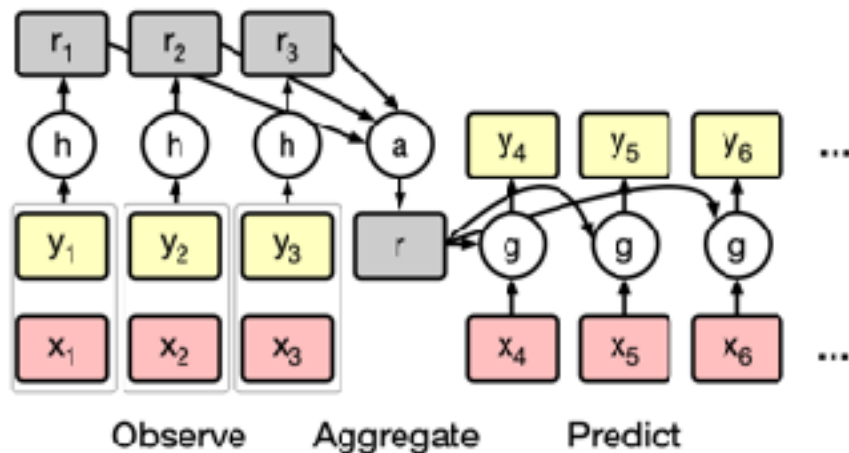 r₁ r₂ r₃
h h h a y₄ y₅ y₆ ...
y₁ y₂ y₃ r g g g
x₁ x₂ x₃ x₄ x₅ x₆ ...
Observe Aggregate Predict